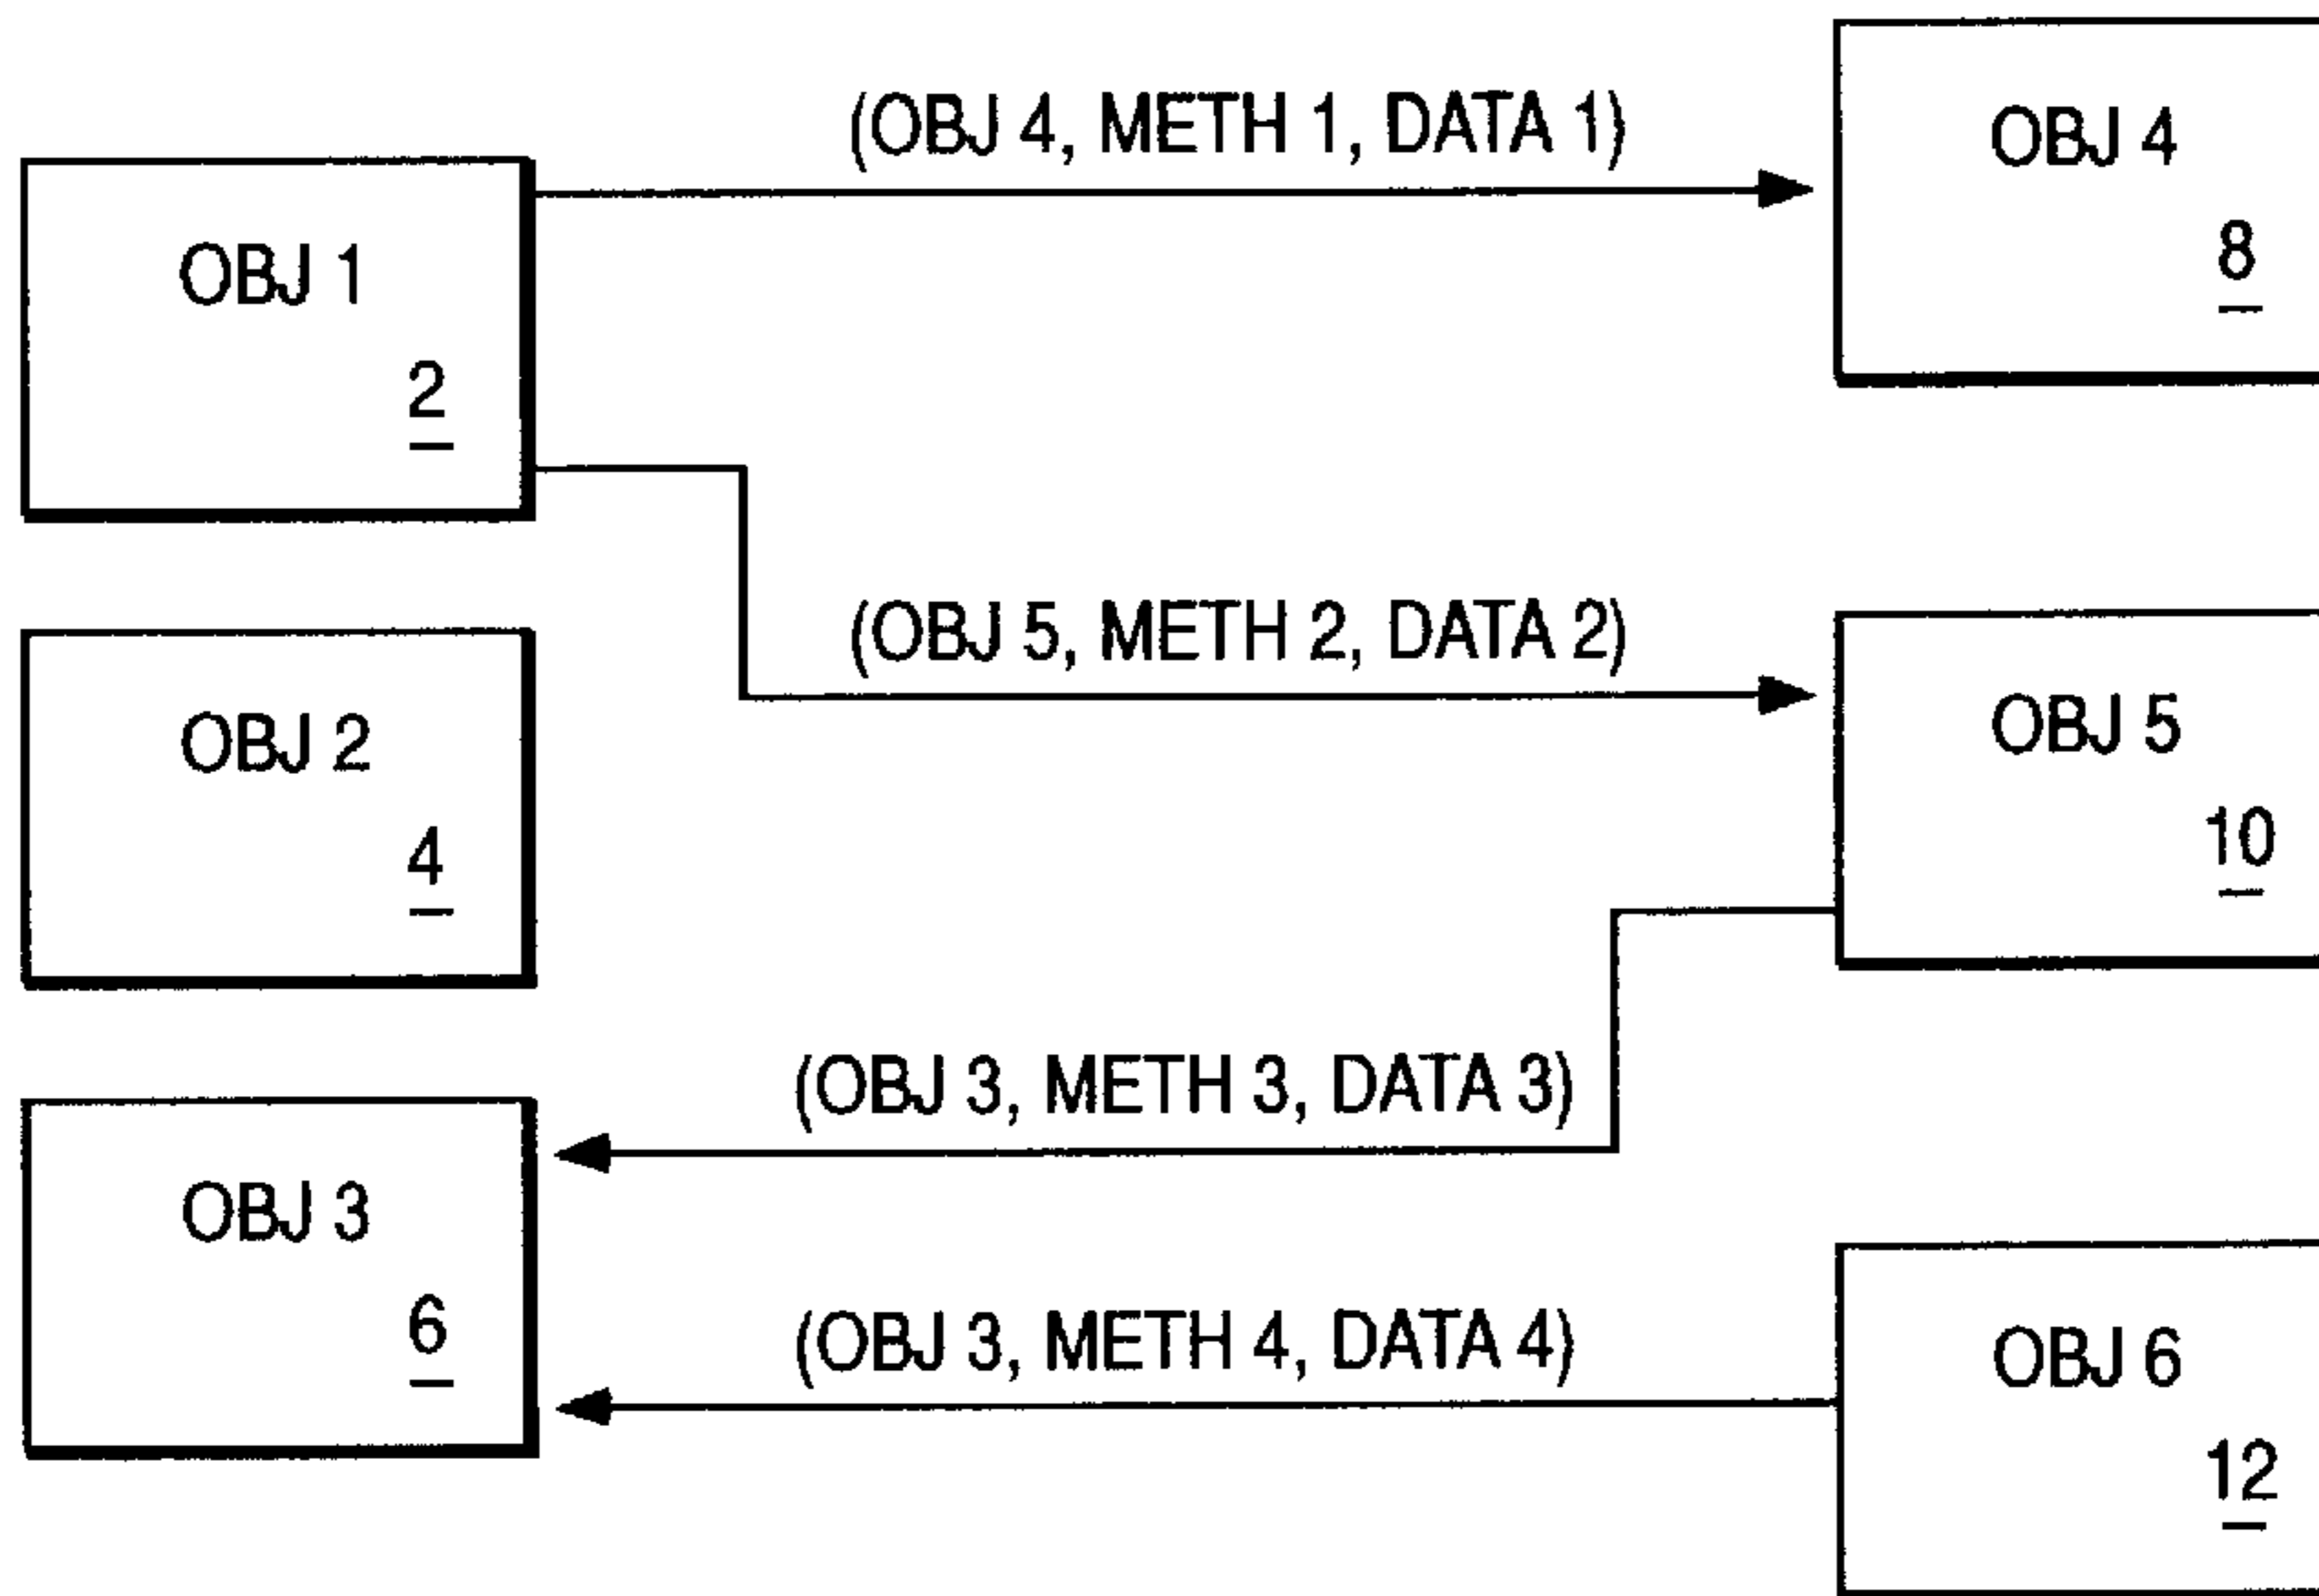 (OBJ 4, METH 1, DATA 1)
OBJ 4
8
OBJ 1
2
(OBJ 5, METH 2, DATA 2)
OBJ 5
10
OBJ 2
4
(OBJ 3, METH 3, DATA 3)
OBJ 3
6
(OBJ 3, METH 4, DATA 4)
OBJ 6
12